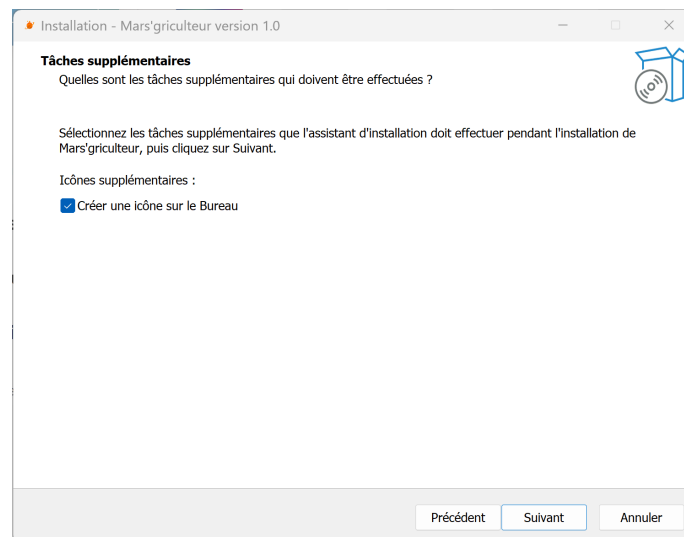 Installation - Mars'griculteur version 1.0
Tâches supplémentaires
Quelles sont les tâches supplémentaires qui doivent être effectuées ?
Sélectionnez les tâches supplémentaires que l'assistant d'installation doit effectuer pendant l'installation de
Mars'griculteur, puis cliquez sur Suivant.
Icônes supplémentaires :
Créer une icône sur le Bureau
Précédent Suivant Annuler